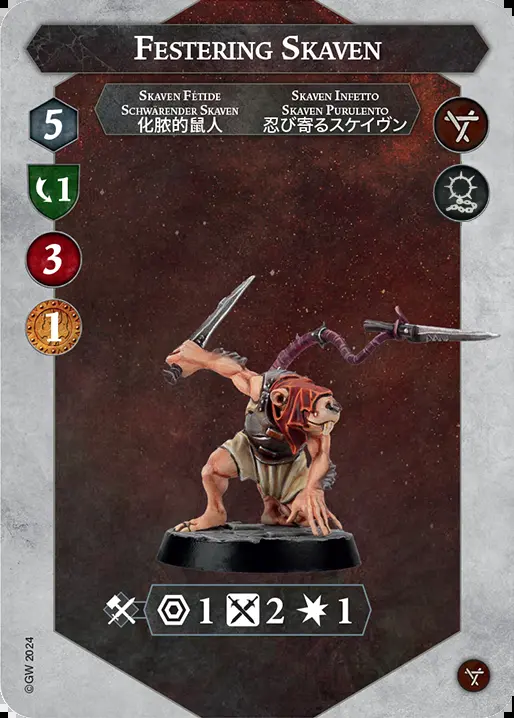 Festering Skaven
Skaven Fétide
Schwärender Skaven
化脓的鼠人
Skaven Infetto
Skaven Purulento
忍び寄るスケイヴン
5
1
3
1
1 2 1
©GW 2024